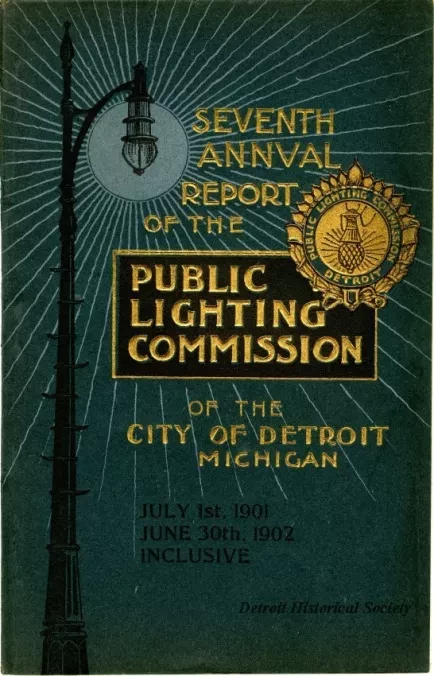 SEVENTH
ANNVAL
REPORT
OF THE
PUBLIC LIGHTING COMMISSION
DETROIT
PUBLIC
LIGHTING
COMMISSION
OF THE
CITY OF DETROIT
MICHIGAN
JULY 1st, 1901
JUNE 30th, 1902
INCLUSIVE
Detroit Historical Society